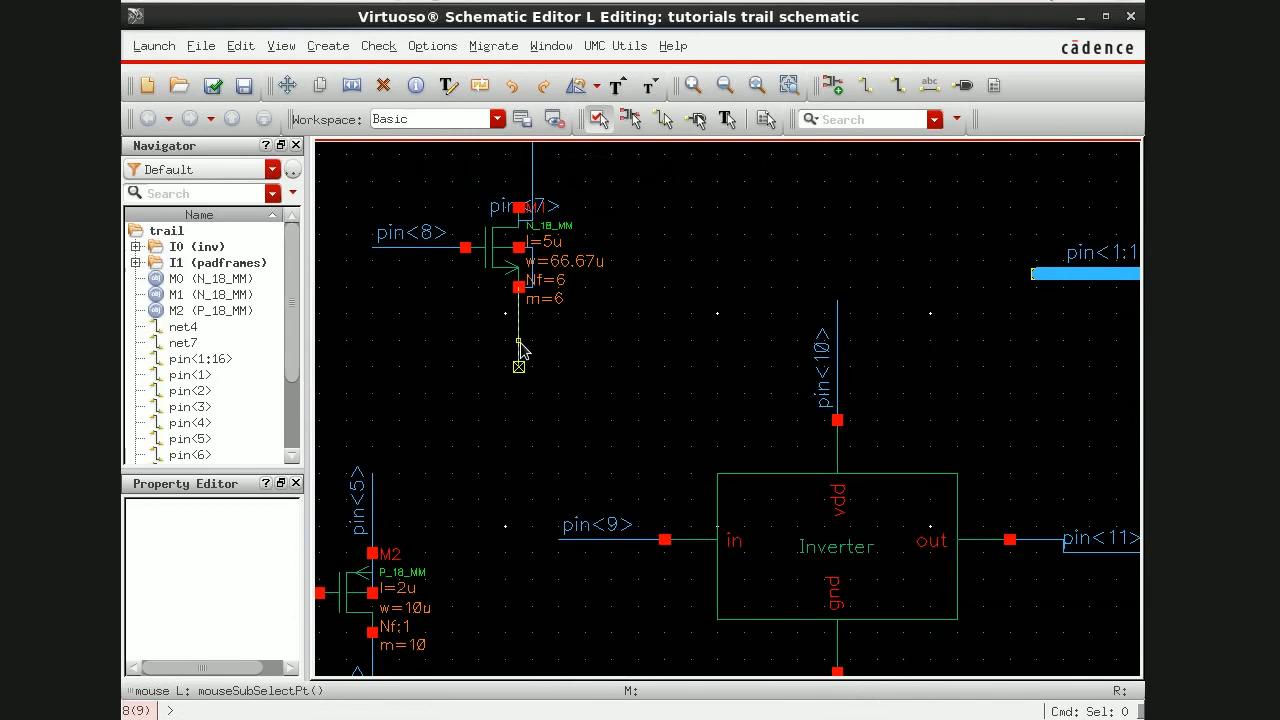 Virtuoso® Schematic Editor L Editing: tutorials trail schematic
Launch File Edit View Create Check Options Migrate Window UMC Utils Help
cādence
abc
Workspace: Basic
Search
Navigator
Default
Search
Name
trail
I0 (inv)
I1 (padframes)
M0 (N_18_MM)
M1 (N_18_MM)
M2 (P_18_MM)
net4
net7
pin<1:16>
pin<1>
pin<2>
pin<3>
pin<4>
pin<5>
pin<6>
Property Editor
pin<7>
pin<8>
N_18_MM
l=5u
w=66.67u
Nf=6
m=6
pin<1:1
pin<10>
pin<5>
M2
P_18_MM
l=2u
w=10u
Nf:1
m=10
pin<9>
vdd
in
Inverter
out
gnd
pin<11>
mouse L: mouseSubSelectPt()
M:
R:
8(9)
>
Cmd: Sel: 0